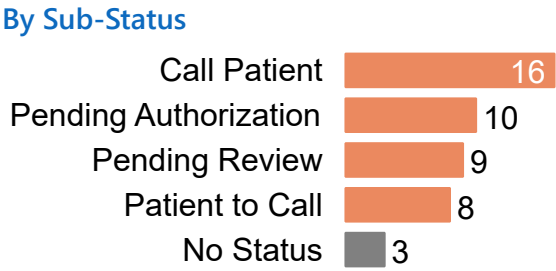 By Sub-Status
Call Patient 16
Pending Authorization 10
Pending Review 9
Patient to Call 8
No Status 3